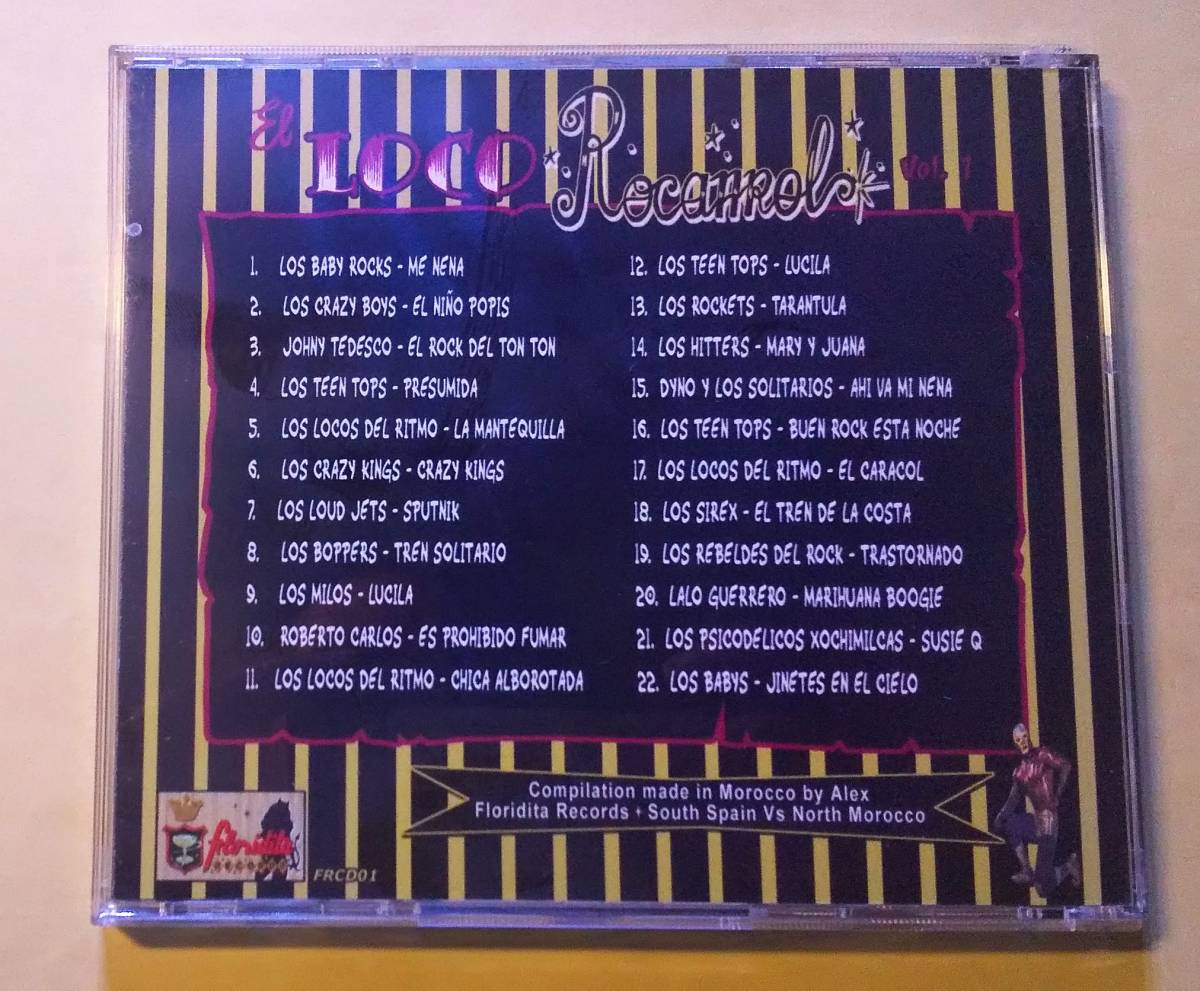 El LOCO Rocanrol Vol. 1
1. LOS BABY ROCKS - ME NENA
2. LOS CRAZY BOYS - EL NIÑO POPIS
3. JOHNY TEDESCO - EL ROCK DEL TON TON
4. LOS TEEN TOPS - PRESUMIDA
5. LOS LOCOS DEL RITMO - LA MANTEQUILLA
6. LOS CRAZY KINGS - CRAZY KINGS
7. LOS LOUD JETS - SPUTNIK
8. LOS BOPPERS - TREN SOLITARIO
9. LOS MILOS - LUCILA
10. ROBERTO CARLOS - ES PROHIBIDO FUMAR
11. LOS LOCOS DEL RITMO - CHICA ALBOROTADA
12. LOS TEEN TOPS - LUCILA
13. LOS ROCKETS - TARANTULA
14. LOS HITTERS - MARY Y JUANA
15. DYNO Y LOS SOLITARIOS - AHI VA MI NENA
16. LOS TEEN TOPS - BUEN ROCK ESTA NOCHE
17. LOS LOCOS DEL RITMO - EL CARACOL
18. LOS SIREX - EL TREN DE LA COSTA
19. LOS REBELDES DEL ROCK - TRASTORNADO
20. LALO GUERRERO - MARIHUANA BOOGIE
21. LOS PSICODELICOS XOCHIMILCAS - SUSIE Q
22. LOS BABYS - JINETES EN EL CIELO
Compilation made in Morocco by Alex
Floridita Records + South Spain Vs North Morocco
floridita
RECORDS
FRCD01